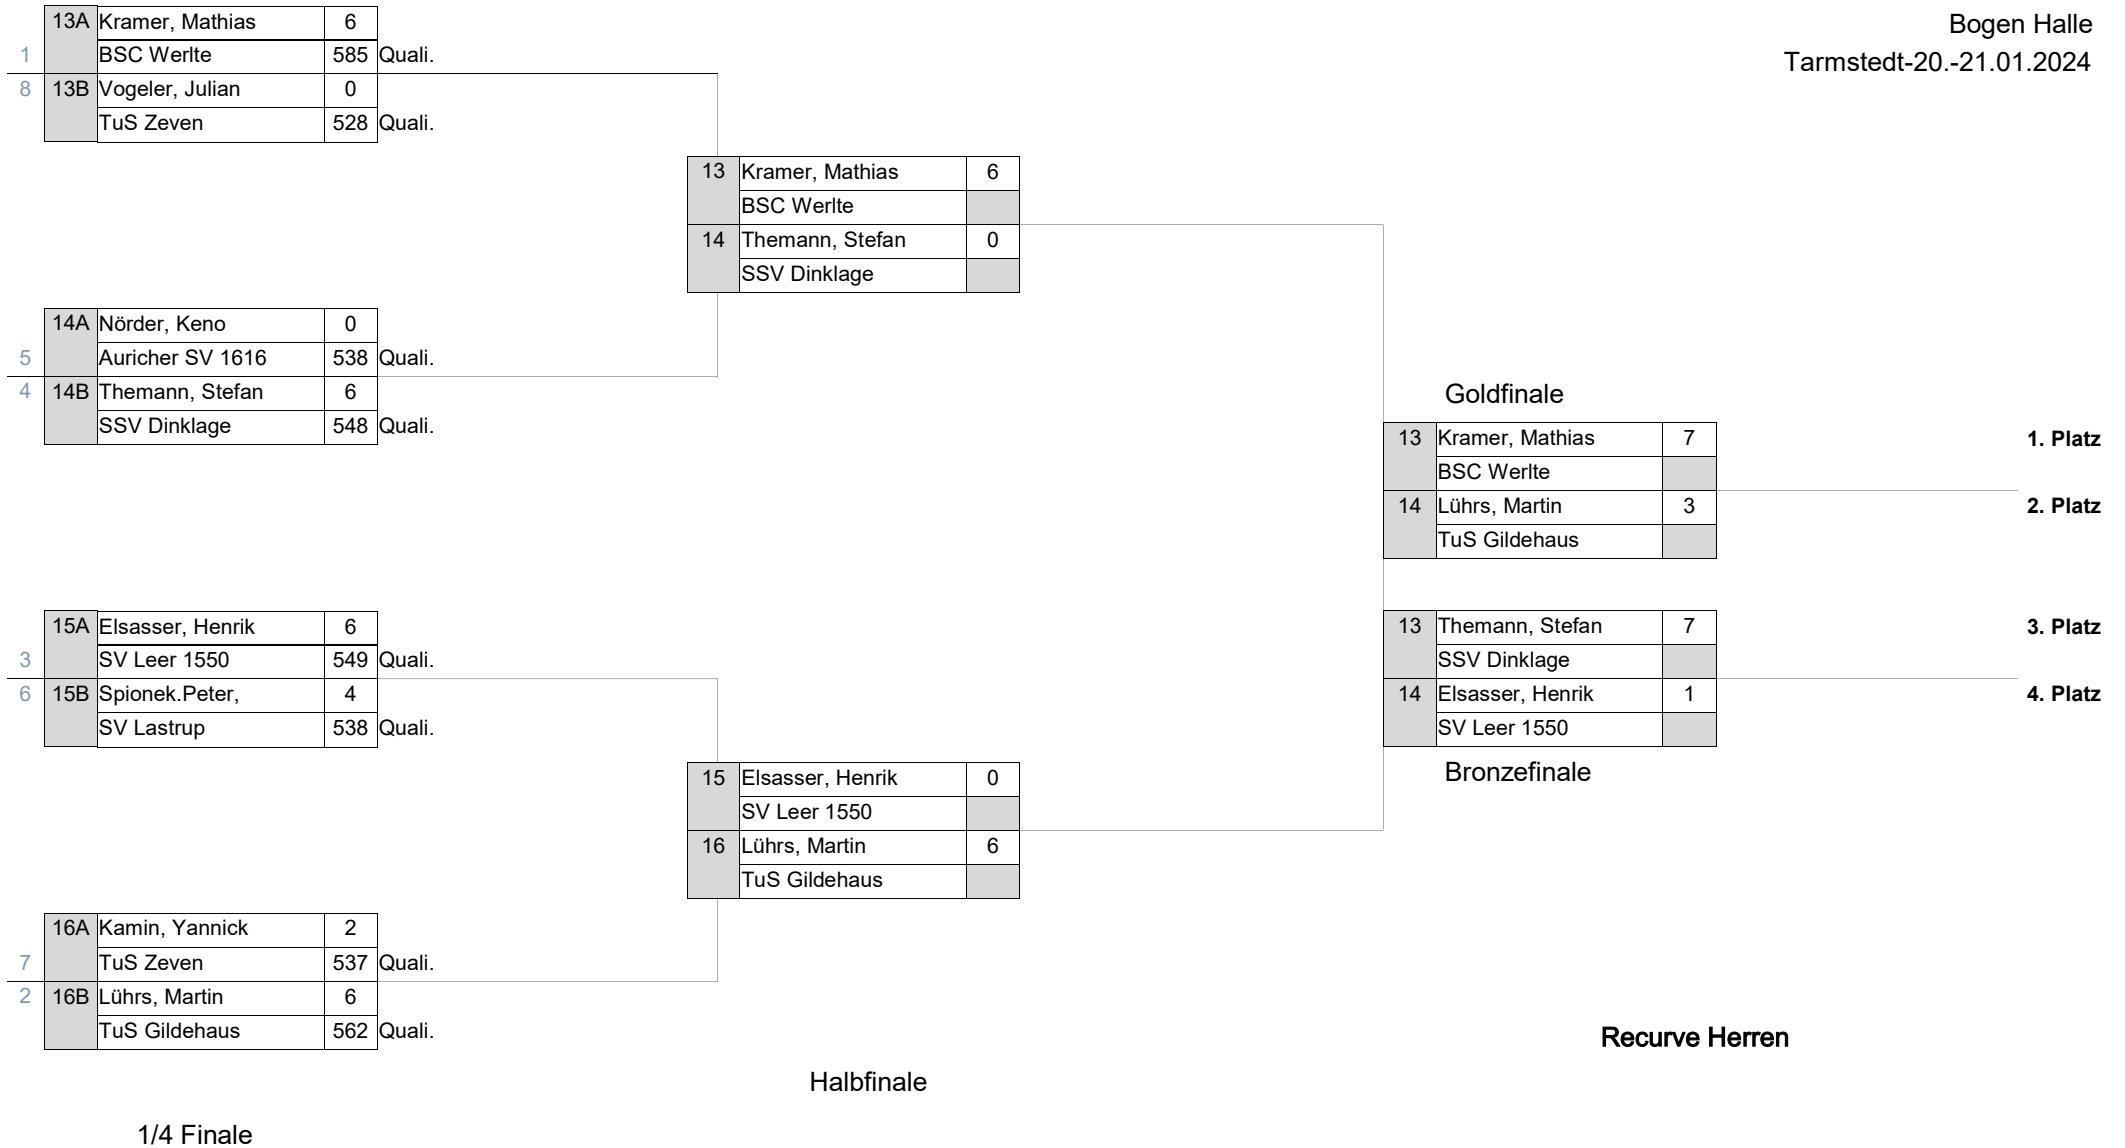 Bogen Halle
Tarmstedt-20.-21.01.2024
13A Kramer, Mathias 6
1 BSC Werlte 585 Quali.
8 13B Vogeler, Julian 0
TuS Zeven 528 Quali.
13 Kramer, Mathias 6
BSC Werlte
14 Themann, Stefan 0
SSV Dinklage
14A Nörder, Keno 0
5 Auricher SV 1616 538 Quali.
4 14B Themann, Stefan 6
SSV Dinklage 548 Quali.
Goldfinale
13 Kramer, Mathias 7 1. Platz
BSC Werlte
14 Lührs, Martin 3 2. Platz
TuS Gildehaus
15A Elsasser, Henrik 6
3 SV Leer 1550 549 Quali.
6 15B Spionek.Peter, 4
SV Lastrup 538 Quali.
13 Themann, Stefan 7 3. Platz
SSV Dinklage
14 Elsasser, Henrik 1 4. Platz
SV Leer 1550
Bronzefinale
15 Elsasser, Henrik 0
SV Leer 1550
16 Lührs, Martin 6
TuS Gildehaus
16A Kamin, Yannick 2
7 TuS Zeven 537 Quali.
2 16B Lührs, Martin 6
TuS Gildehaus 562 Quali.
Recurve Herren
Halbfinale
1/4 Finale